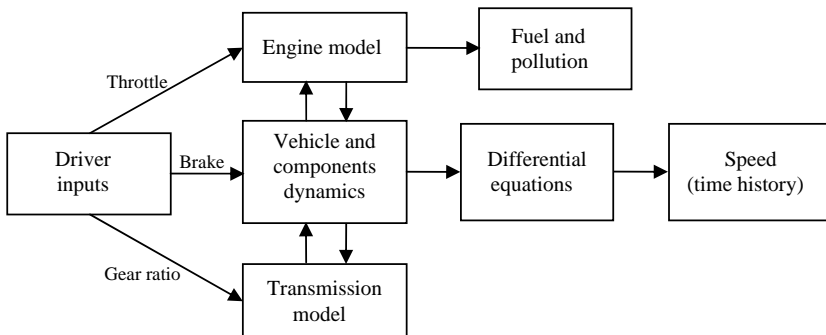 Engine model
Fuel and
pollution
Throttle
Driver
inputs
Brake
Vehicle and
components
dynamics
Differential
equations
Speed
(time history)
Gear ratio
Transmission
model